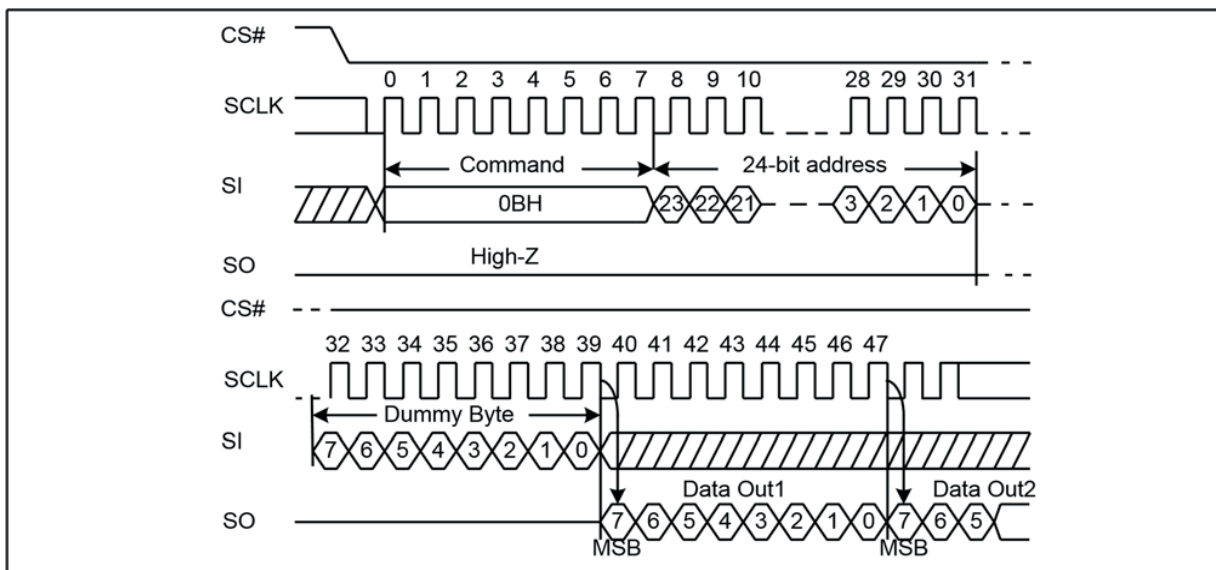 CS#
0 1 2 3 4 5 6 7 8 9 10 28 29 30 31
SCLK
Command 24-bit address
SI
0BH 23 22 21 3 2 1 0
High-Z
SO
CS#
32 33 34 35 36 37 38 39 40 41 42 43 44 45 46 47
SCLK
Dummy Byte
SI
7 6 5 4 3 2 1 0
Data Out1 Data Out2
SO
7 6 5 4 3 2 1 0 7 6 5
MSB MSB